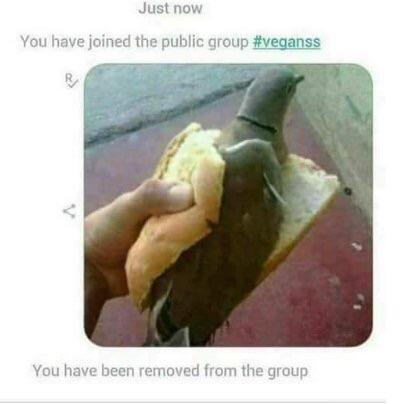 Just now
You have joined the public group #veganss
R
You have been removed from the group